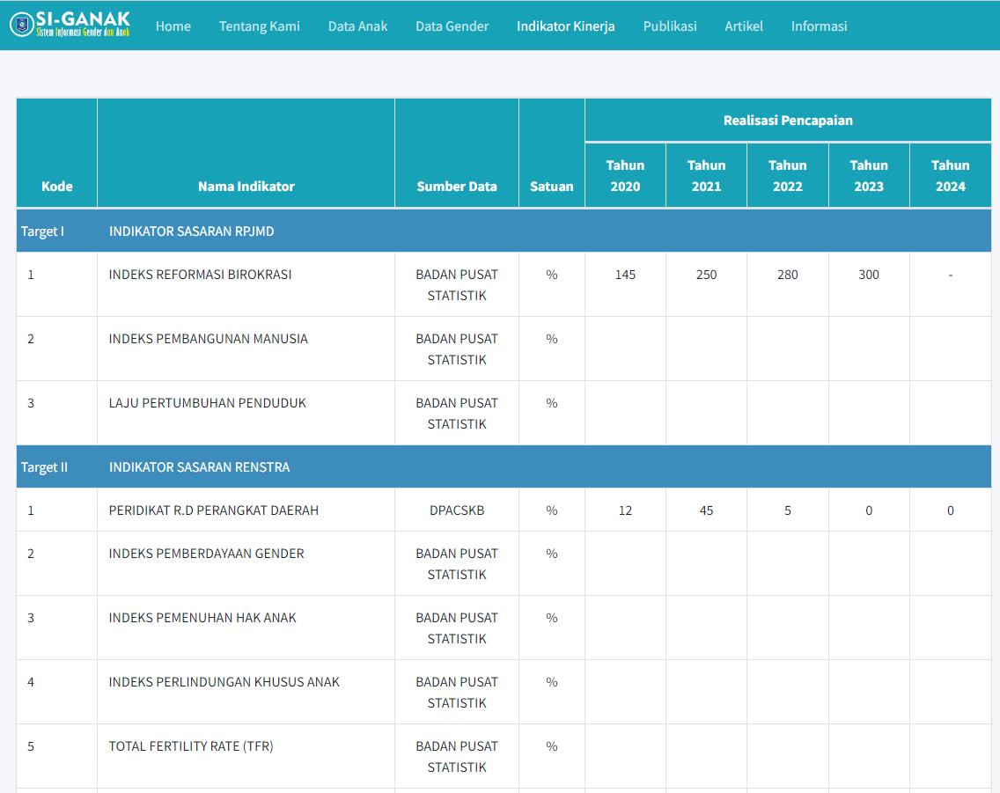 SI-GANAK
Sistem Informasi Gender dan Anak
Home Tentang Kami Data Anak Data Gender Indikator Kinerja Publikasi Artikel Informasi
Realisasi Pencapaian
Kode Nama Indikator Sumber Data Satuan Tahun 2020 Tahun 2021 Tahun 2022 Tahun 2023 Tahun 2024
Target I INDIKATOR SASARAN RPJMD
1 INDEKS REFORMASI BIROKRASI BADAN PUSAT STATISTIK % 145 250 280 300 -
2 INDEKS PEMBANGUNAN MANUSIA BADAN PUSAT STATISTIK %
3 LAJU PERTUMBUHAN PENDUDUK BADAN PUSAT STATISTIK %
Target II INDIKATOR SASARAN RENSTRA
1 PERIDIKAT R.D PERANGKAT DAERAH DPACSKB % 12 45 5 0 0
2 INDEKS PEMBERDAYAAN GENDER BADAN PUSAT STATISTIK %
3 INDEKS PEMENUHAN HAK ANAK BADAN PUSAT STATISTIK %
4 INDEKS PERLINDUNGAN KHUSUS ANAK BADAN PUSAT STATISTIK %
5 TOTAL FERTILITY RATE (TFR) BADAN PUSAT STATISTIK %